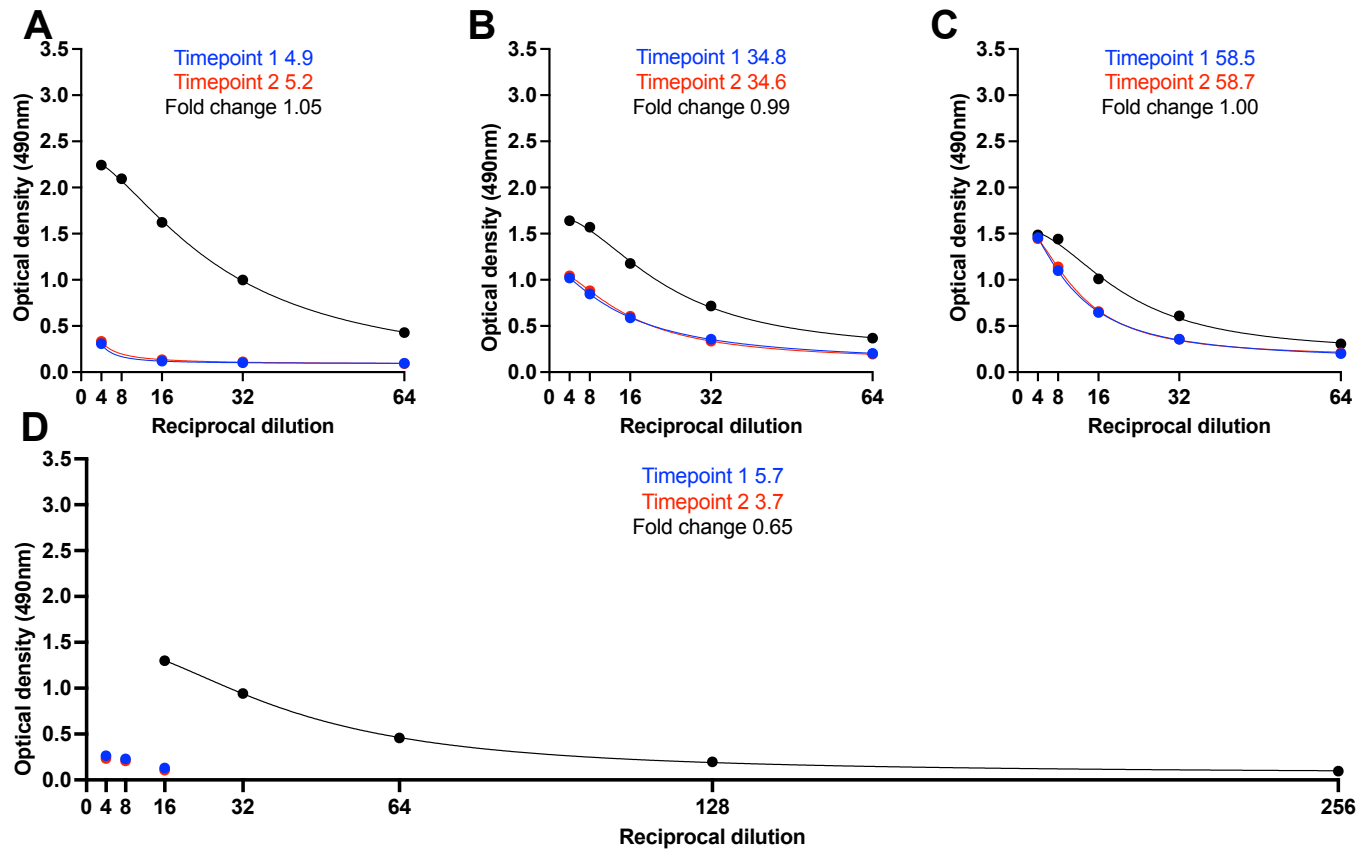 A
Timepoint 1 4.9
Timepoint 2 5.2
Fold change 1.05
3.5
3.0
2.5
2.0
1.5
1.0
0.5
0.0
Optical density (490nm)
0 4 8 16 32 64
Reciprocal dilution
B
Timepoint 1 34.8
Timepoint 2 34.6
Fold change 0.99
3.5
3.0
2.5
2.0
1.5
1.0
0.5
0.0
Optical density (490nm)
0 4 8 16 32 64
Reciprocal dilution
C
Timepoint 1 58.5
Timepoint 2 58.7
Fold change 1.00
3.5
3.0
2.5
2.0
1.5
1.0
0.5
0.0
Optical density (490nm)
0 4 8 16 32 64
Reciprocal dilution
D
Timepoint 1 5.7
Timepoint 2 3.7
Fold change 0.65
3.5
3.0
2.5
2.0
1.5
1.0
0.5
0.0
Optical density (490nm)
0 4 8 16 32 64 128 256
Reciprocal dilution